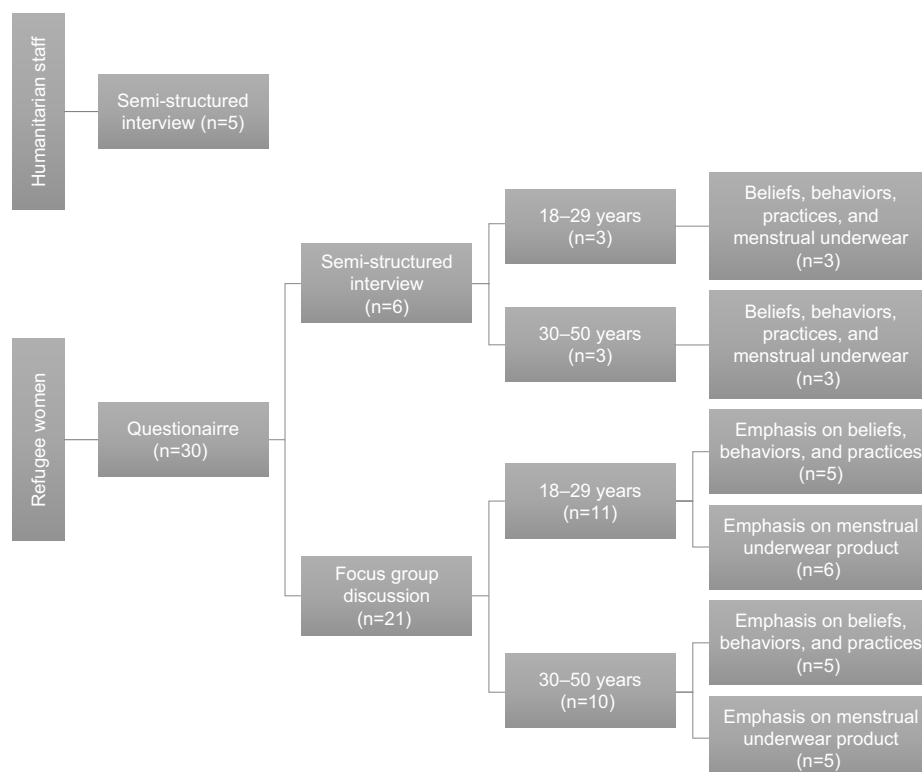 Humanitarian staff
Semi-structured
interview (n=5)
Refugee women
Questionairre
(n=30)
Semi-structured
interview
(n=6)
18–29 years
(n=3)
Beliefs, behaviors,
practices, and
menstrual underwear
(n=3)
30–50 years
(n=3)
Beliefs, behaviors,
practices, and
menstrual underwear
(n=3)
Focus group
discussion
(n=21)
18–29 years
(n=11)
Emphasis on beliefs,
behaviors, and practices
(n=5)
Emphasis on menstrual
underwear product
(n=6)
30–50 years
(n=10)
Emphasis on beliefs,
behaviors, and practices
(n=5)
Emphasis on menstrual
underwear product
(n=5)